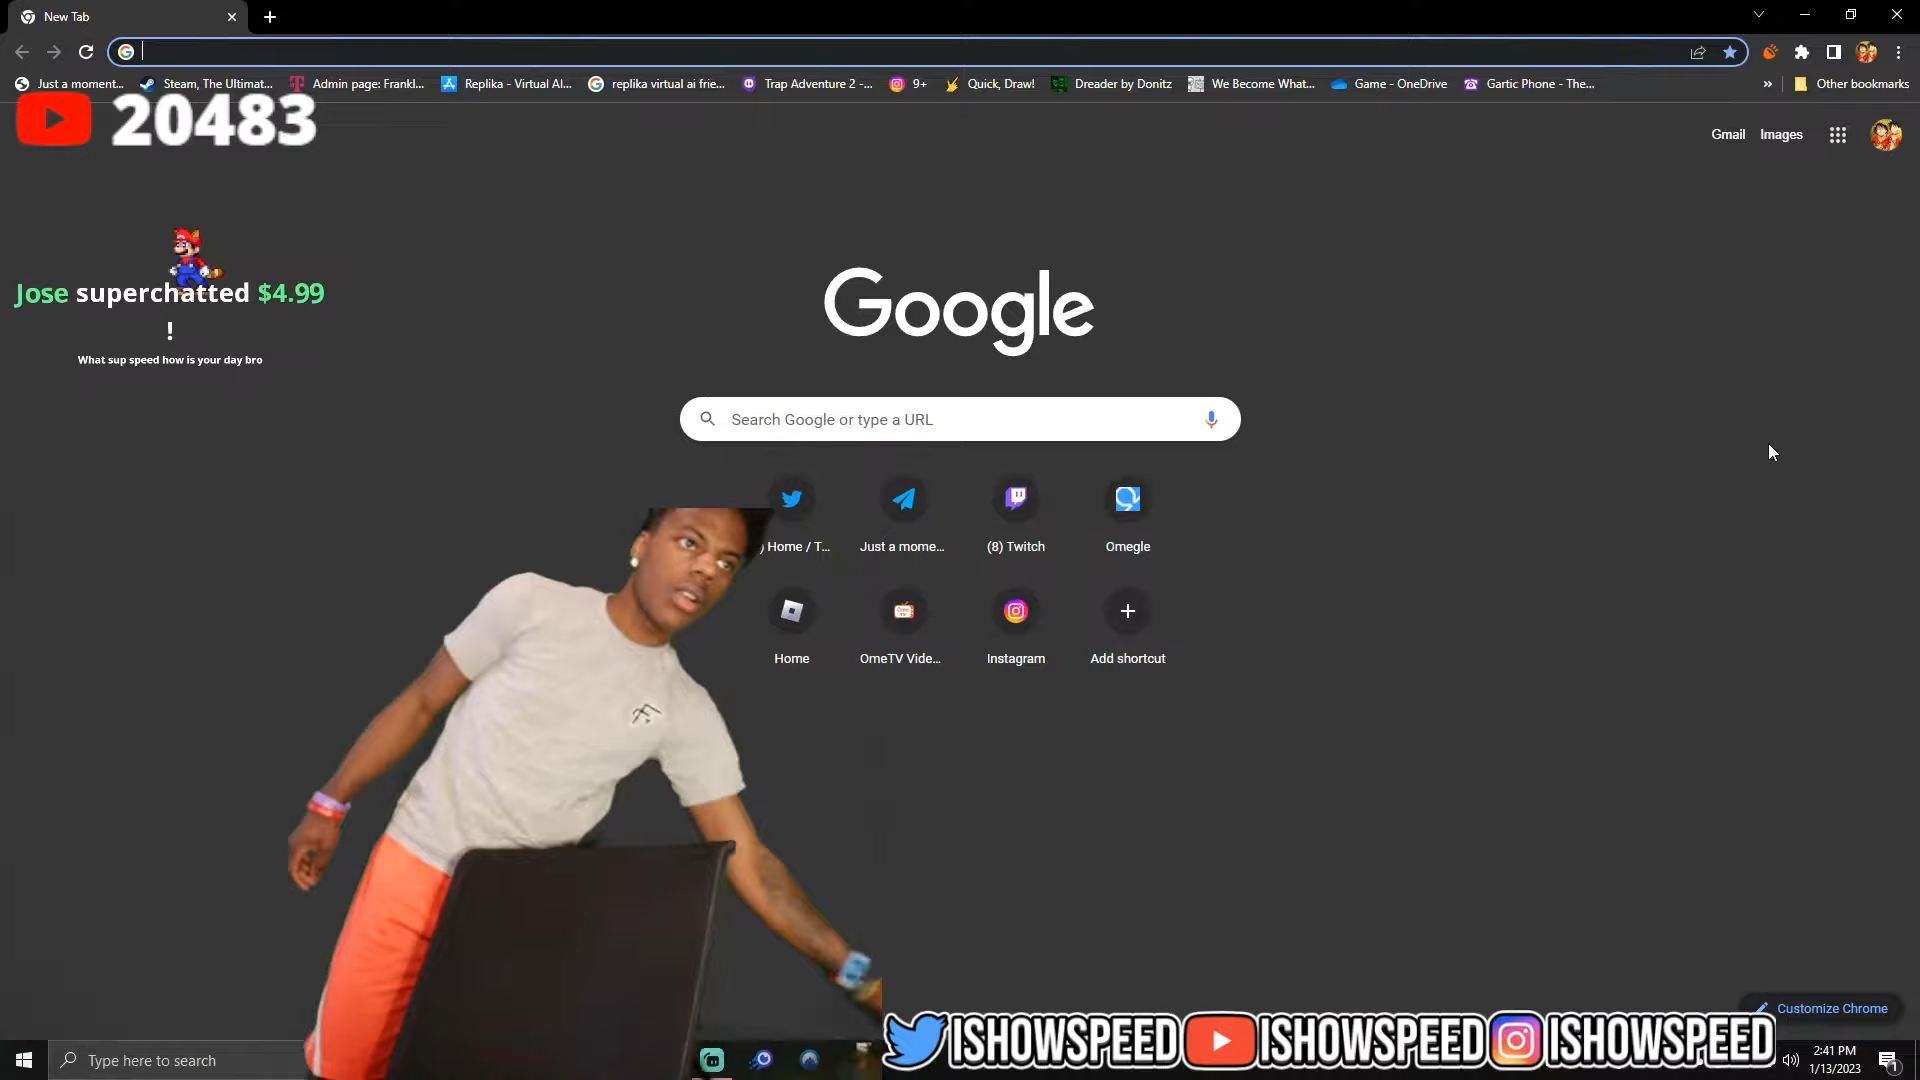 New Tab
Just a moment...
Steam, The Ultimat...
Admin page: Frankl...
Replika - Virtual AI...
replika virtual ai frie...
Trap Adventure 2 -...
9+
Quick, Draw!
Dreader by Donitz
We Become What...
Game - OneDrive
Gartic Phone - The...
»
Other bookmarks
20483
Gmail
Images
Jose superchatted $4.99
!
What sup speed how is your day bro
Google
Search Google or type a URL
) Home / T...
Just a mome...
(8) Twitch
Omegle
Home
OmeTV Vide...
Instagram
Add shortcut
Customize Chrome
ISHOWSPEED
ISHOWSPEED
ISHOWSPEED
Type here to search
2:41 PM
1/13/2023
1